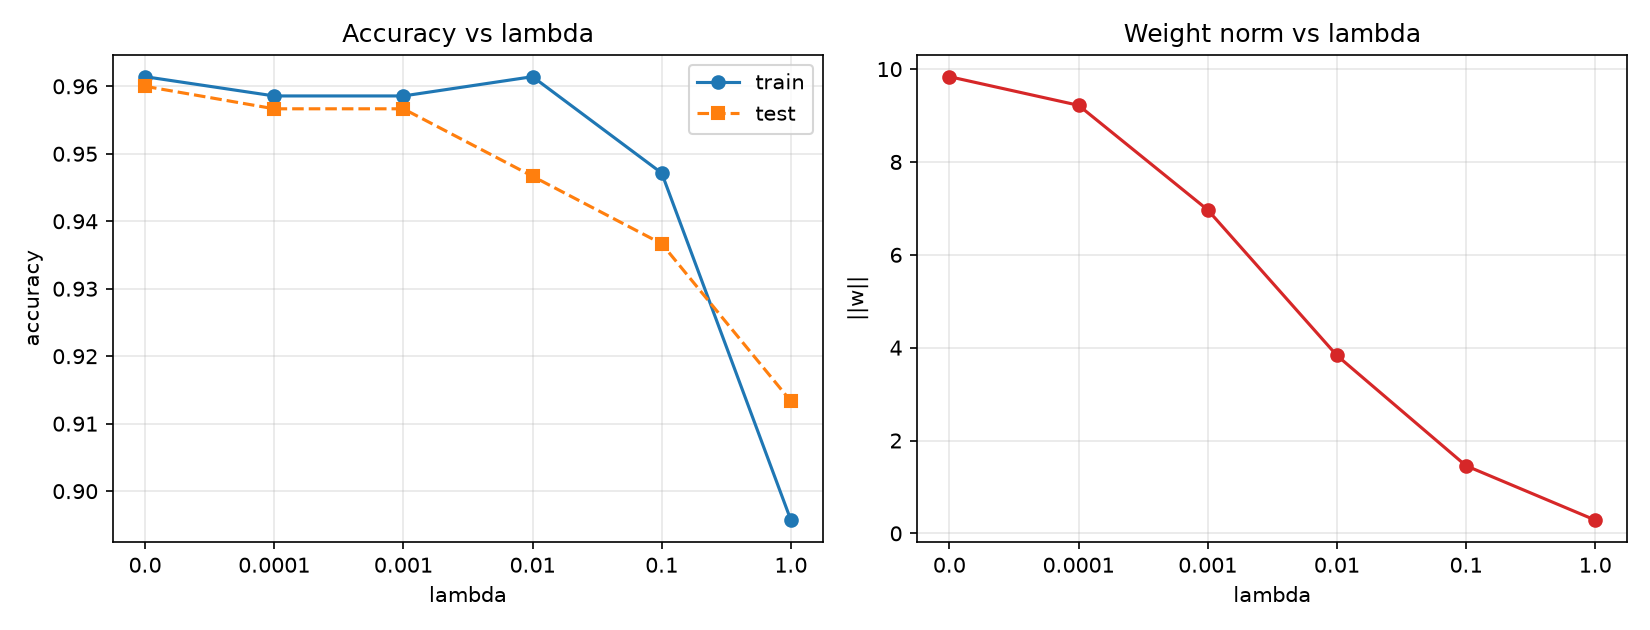 Accuracy vs lambda
train
test
0.96
0.95
0.94
0.93
0.92
0.91
0.90
accuracy
0.0 0.0001 0.001 0.01 0.1 1.0
lambda
Weight norm vs lambda
10
8
6
4
2
0
||w||
0.0 0.0001 0.001 0.01 0.1 1.0
lambda